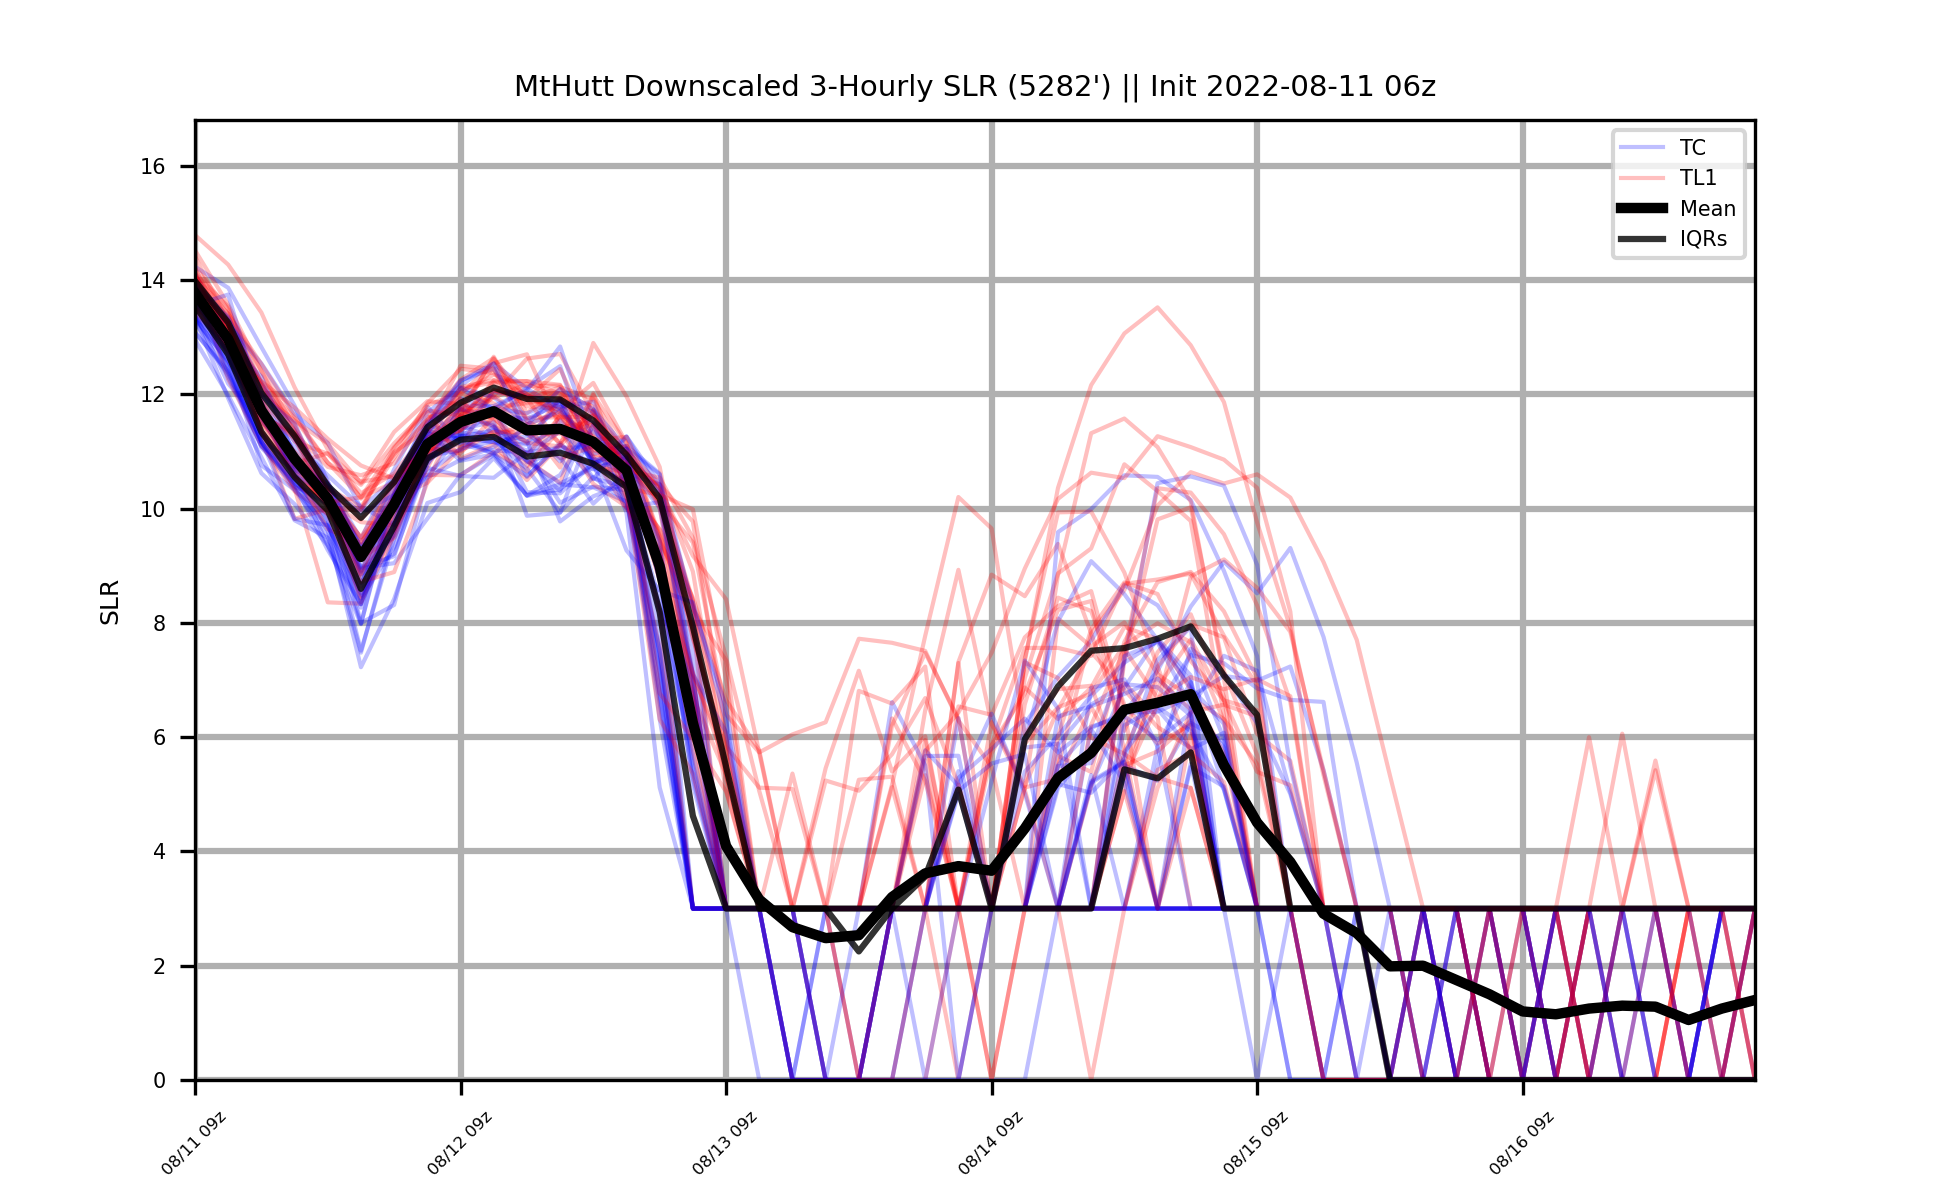 MtHutt Downscaled 3-Hourly SLR (5282') || Init 2022-08-11 06z
TC
TL1
Mean
IQRs
SLR
16
14
12
10
8
6
4
2
0
08/11 09z
08/12 09z
08/13 09z
08/14 09z
08/15 09z
08/16 09z